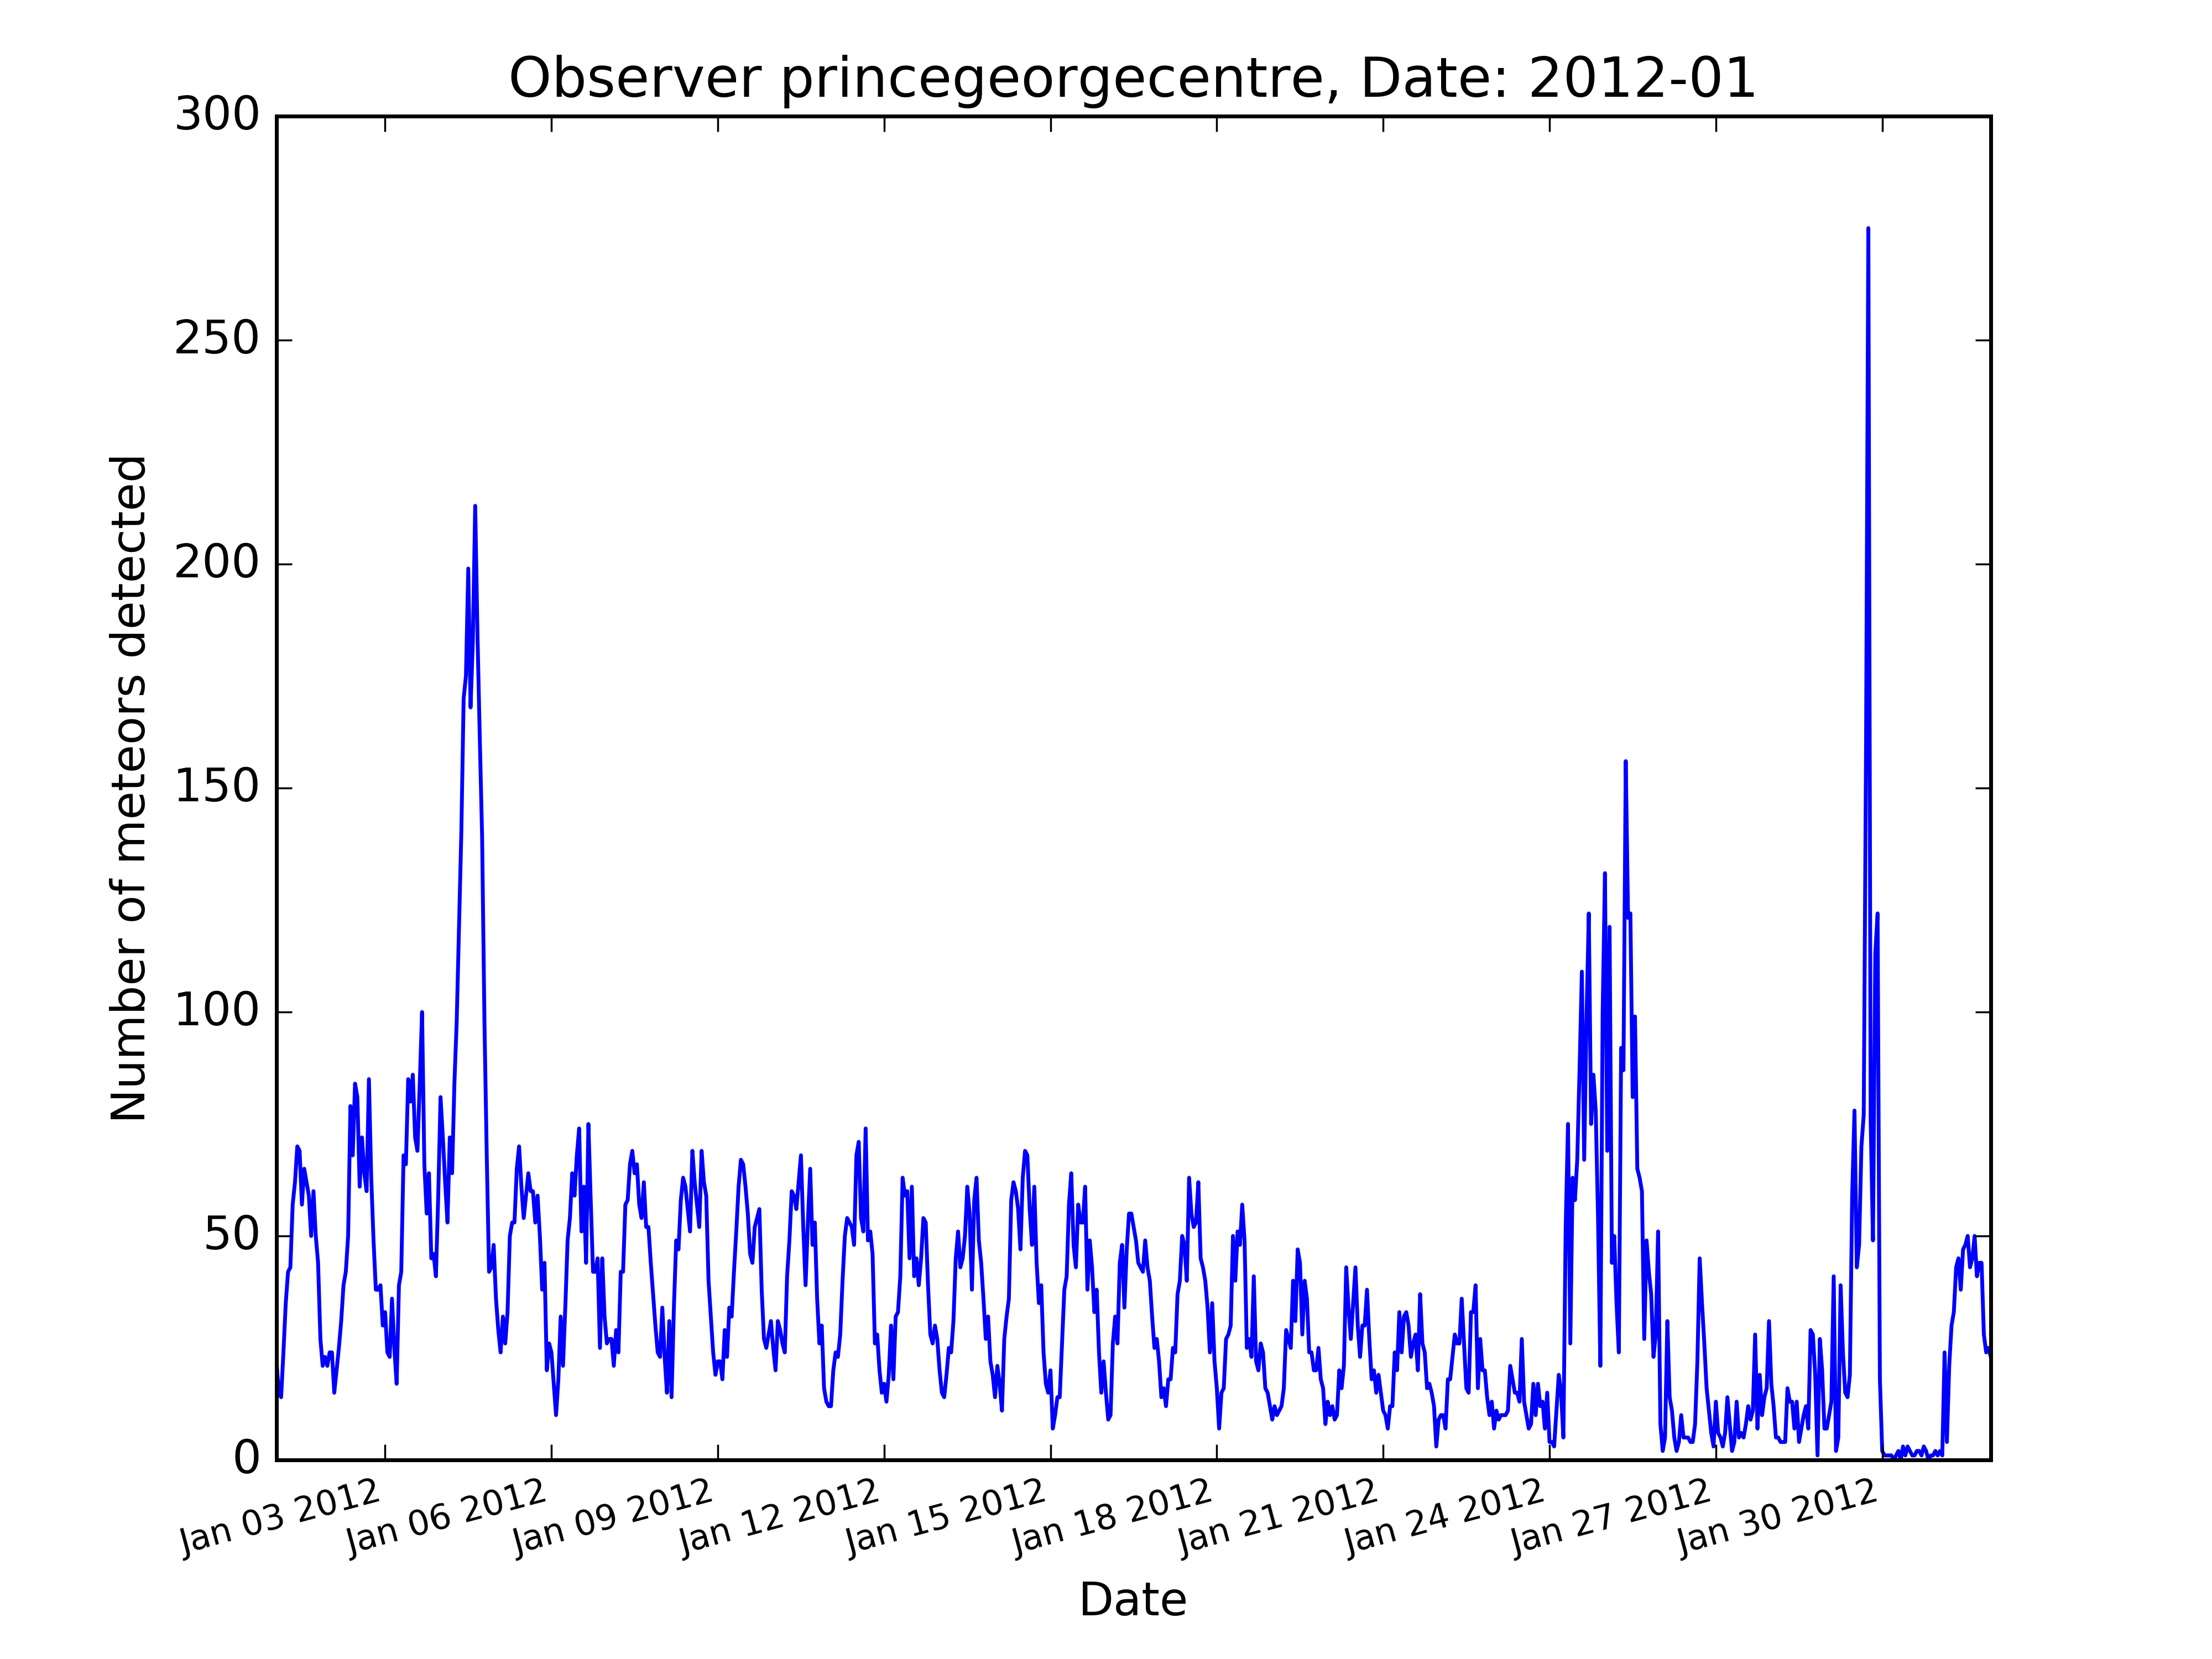 Observer princegeorgecentre, Date: 2012-01
300
250
200
150
100
50
0
Number of meteors detected
Jan 03 2012
Jan 06 2012
Jan 09 2012
Jan 12 2012
Jan 15 2012
Jan 18 2012
Jan 21 2012
Jan 24 2012
Jan 27 2012
Jan 30 2012
Date